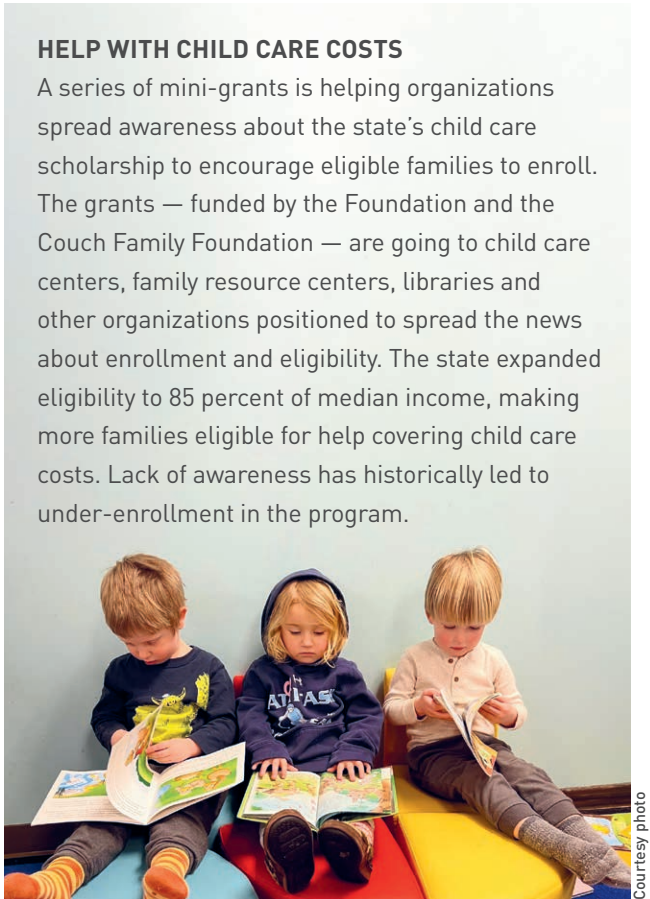 HELP WITH CHILD CARE COSTS
A series of mini-grants is helping organizations
spread awareness about the state’s child care
scholarship to encourage eligible families to enroll.
The grants — funded by the Foundation and the
Couch Family Foundation — are going to child care
centers, family resource centers, libraries and
other organizations positioned to spread the news
about enrollment and eligibility. The state expanded
eligibility to 85 percent of median income, making
more families eligible for help covering child care
costs. Lack of awareness has historically led to
under-enrollment in the program.
Courtesy photo